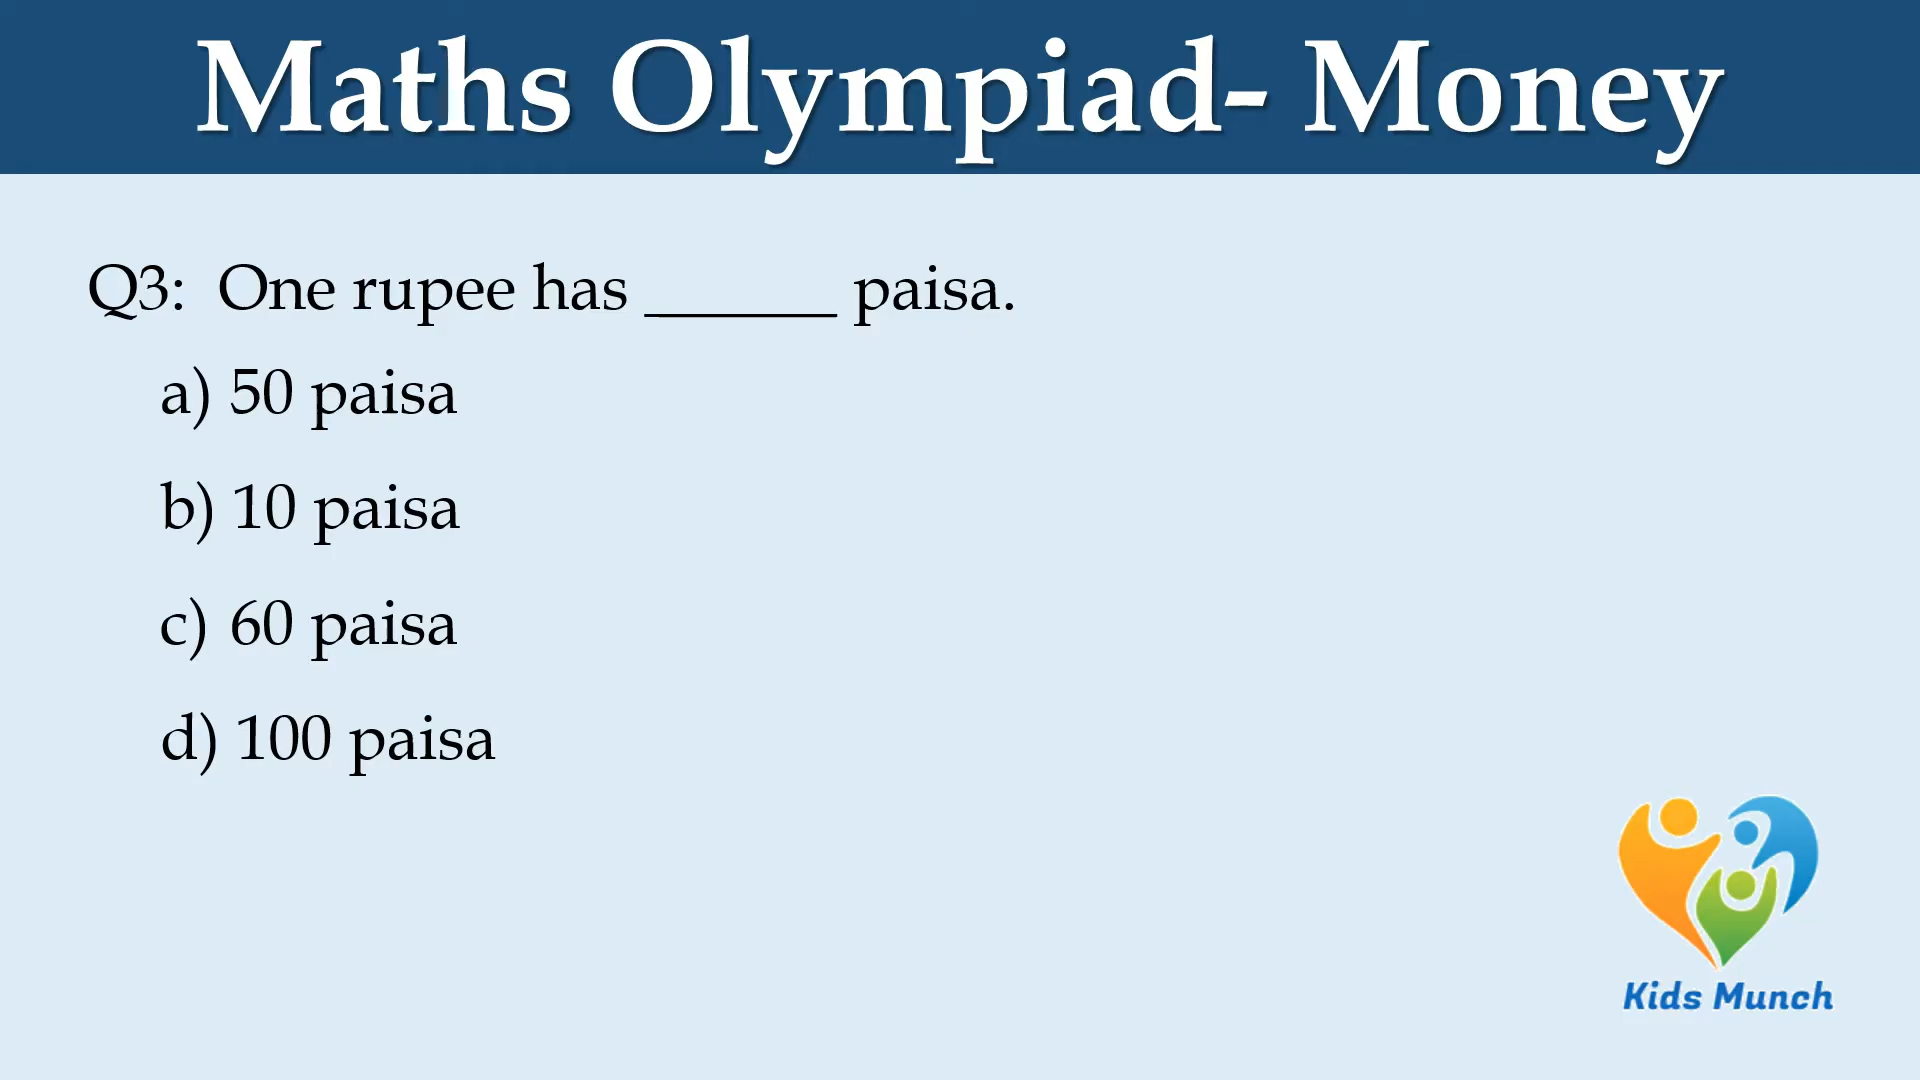 Maths Olympiad- Money
Q3: One rupee has ______ paisa.
a) 50 paisa
b) 10 paisa
c) 60 paisa
d) 100 paisa
Kids Munch